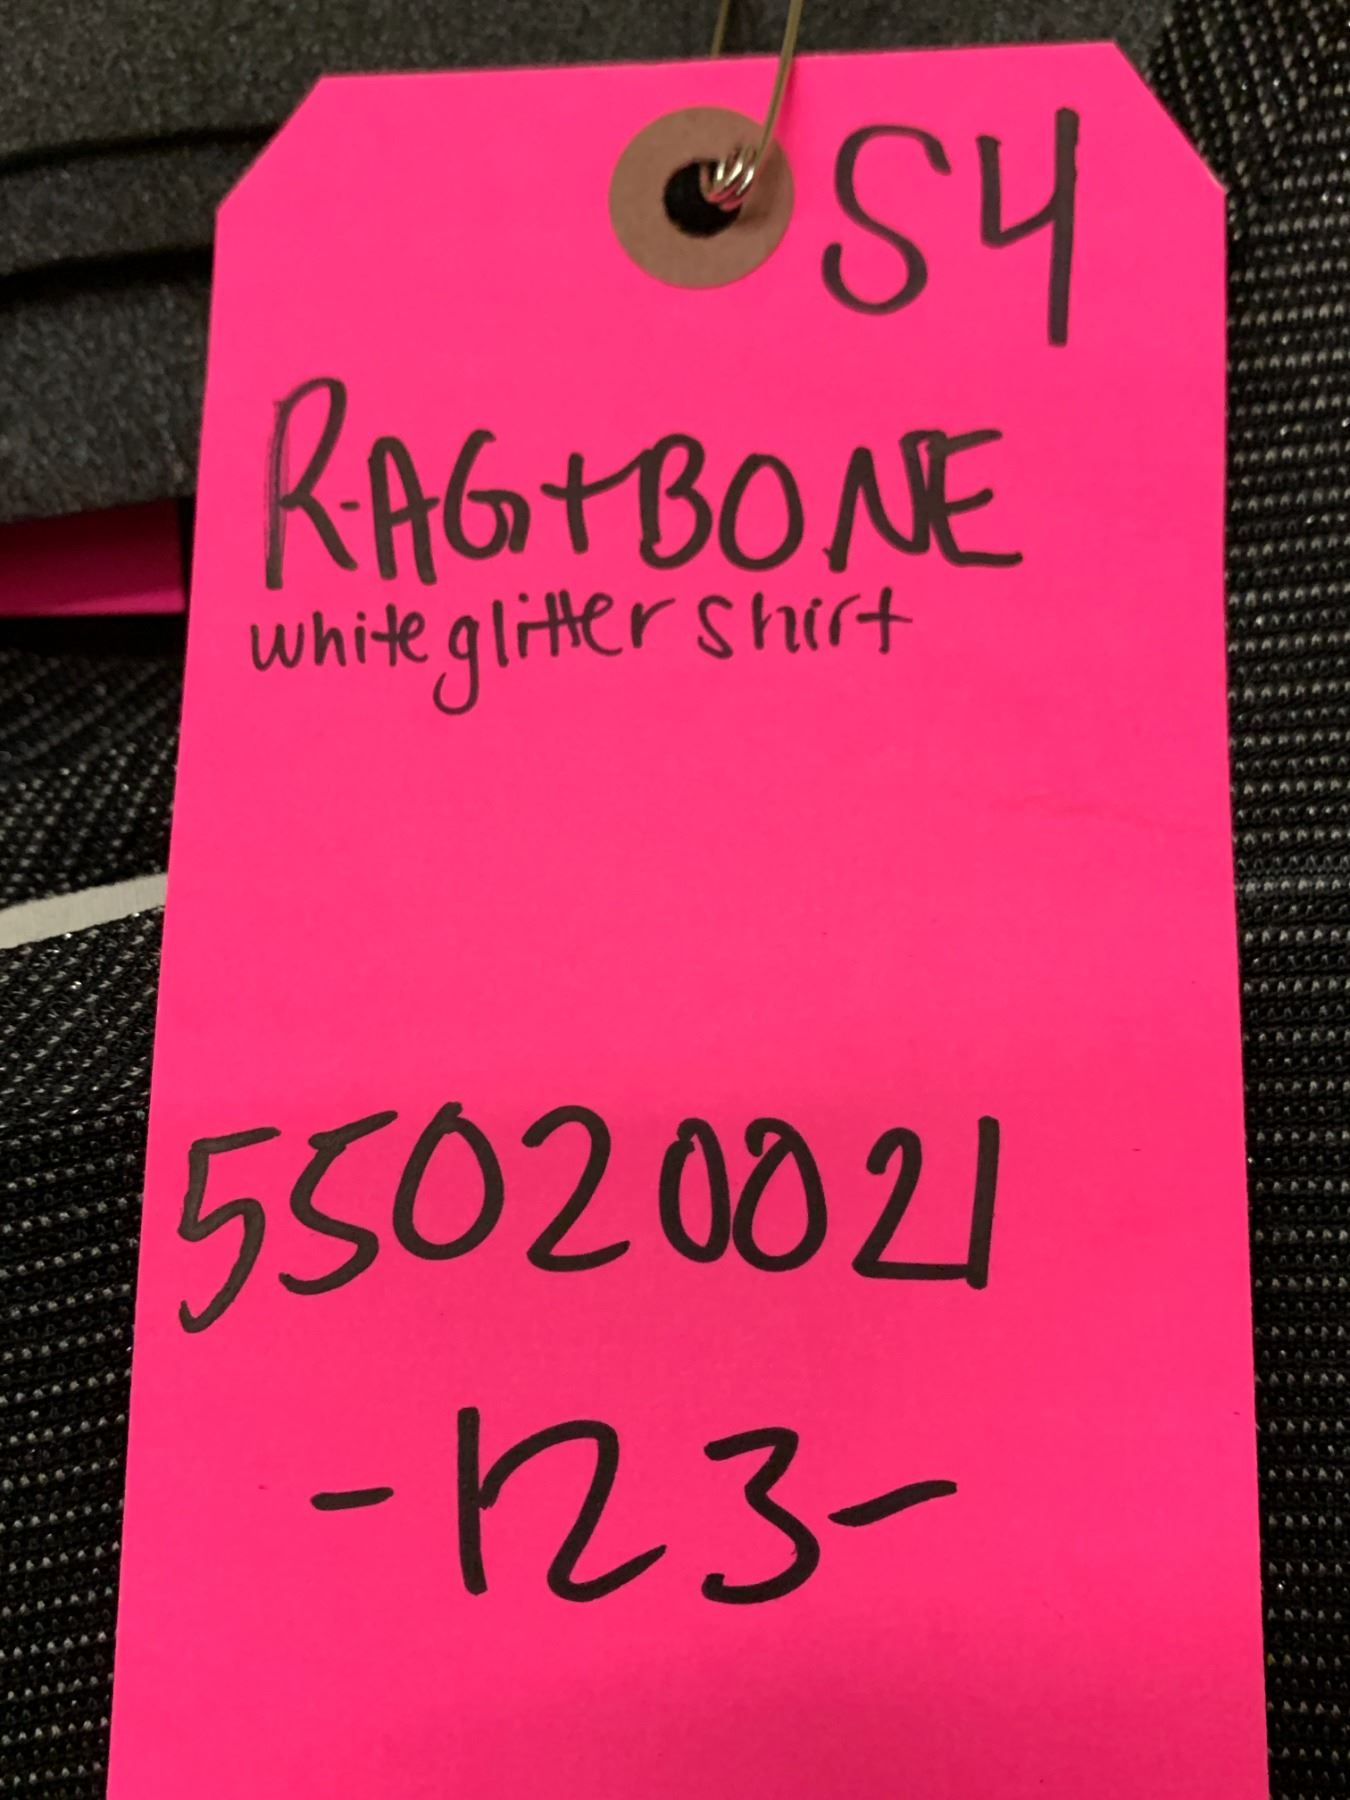 S4
RAG+BONE
white glitter shirt
55020021
-123-